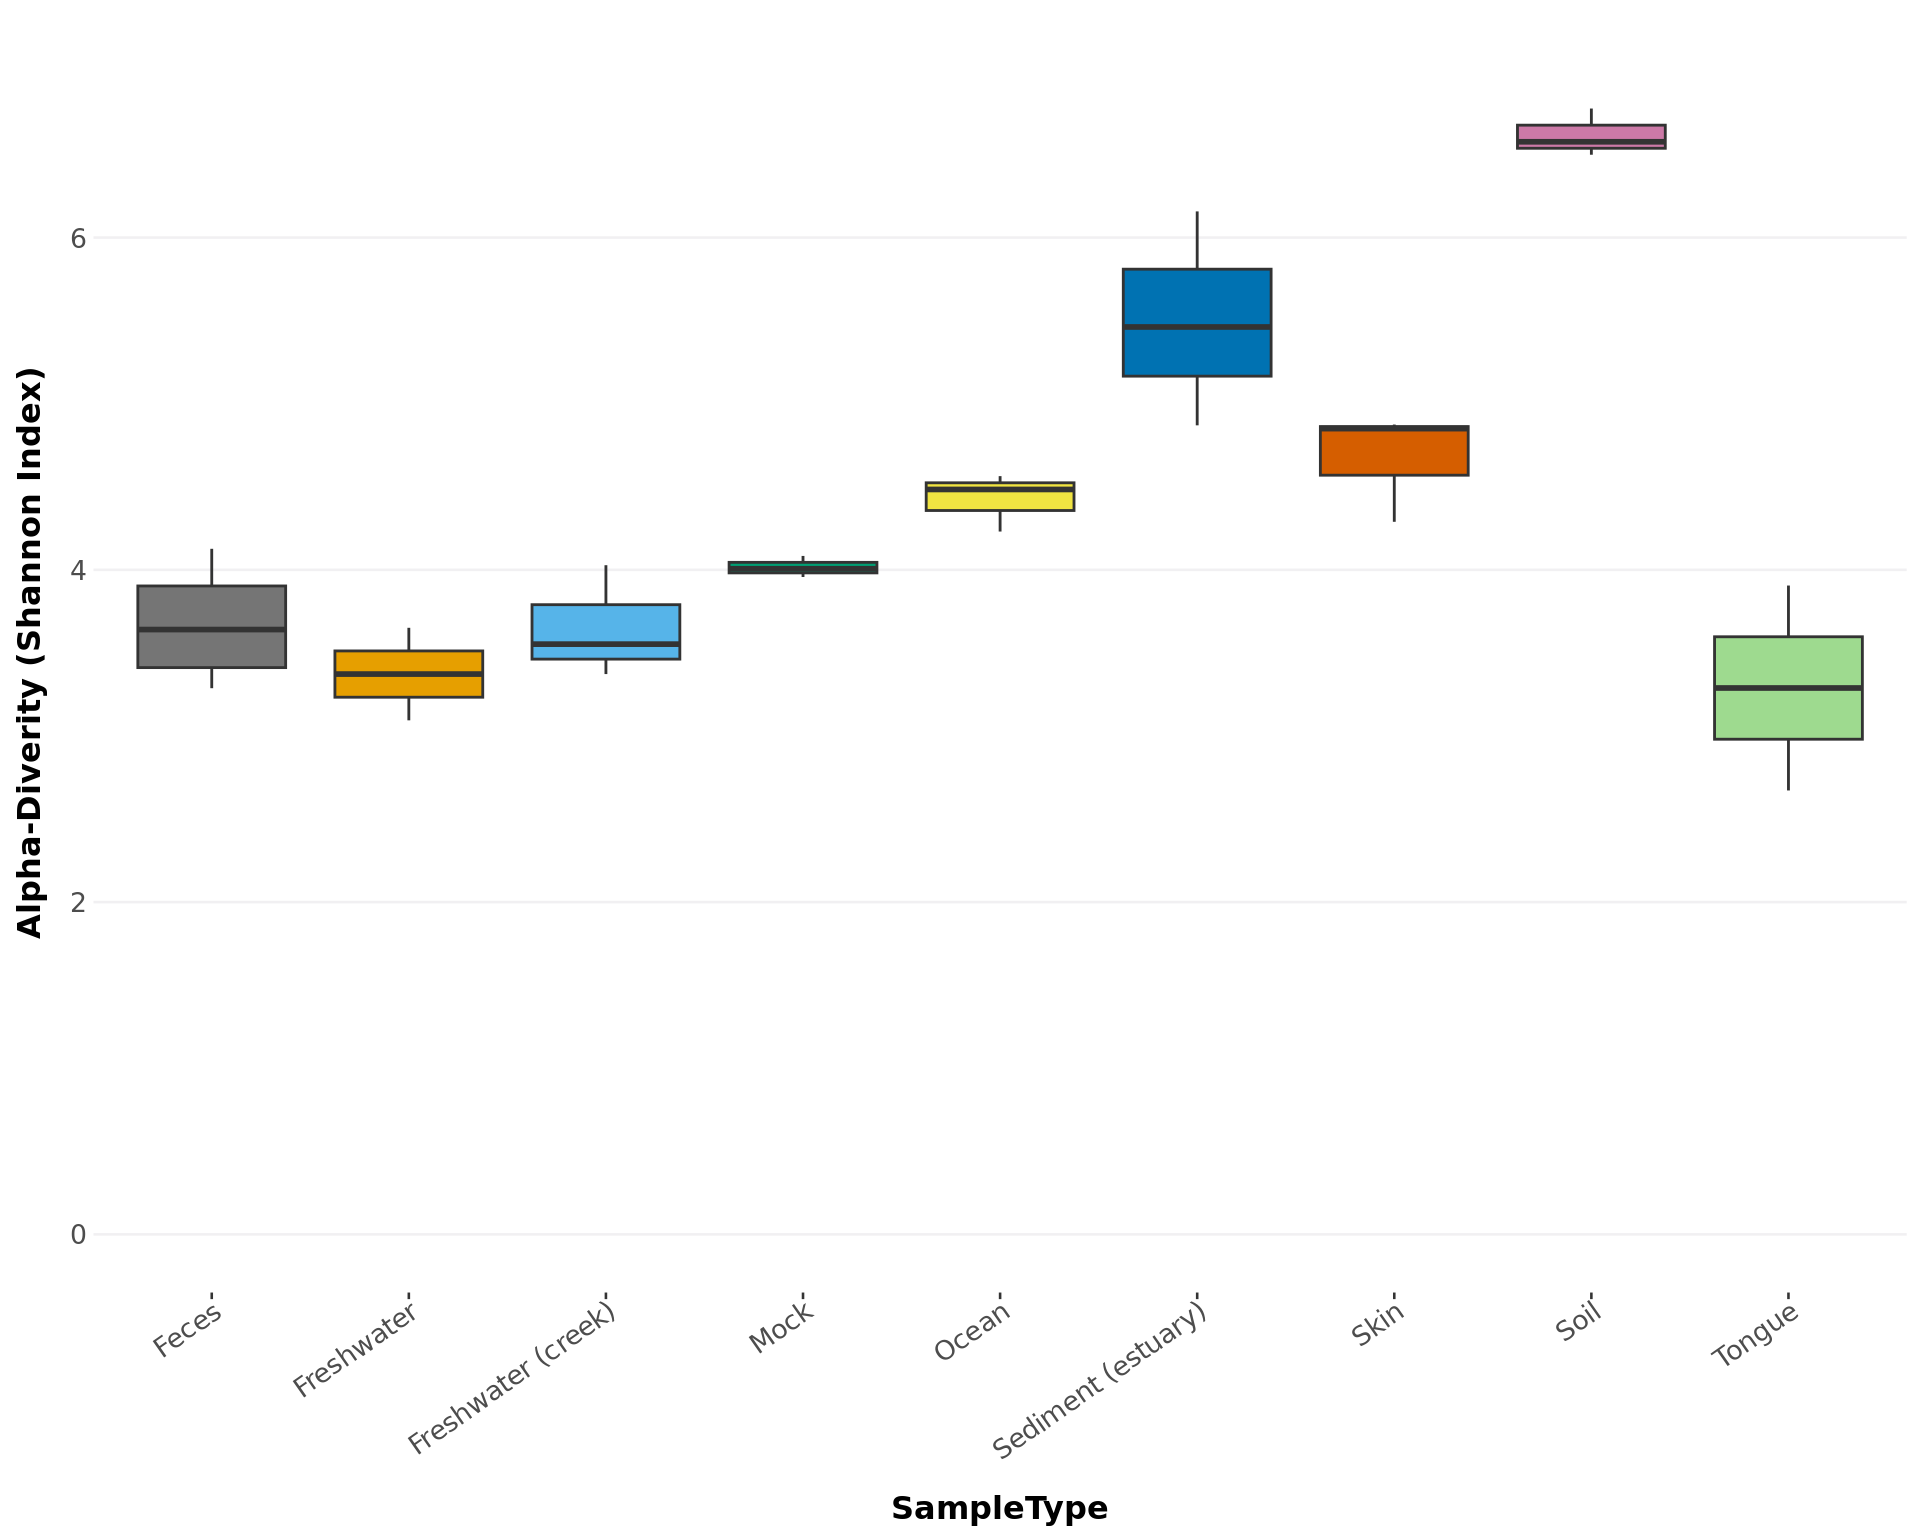 Alpha-Diverity (Shannon Index)
6
4
2
0
Feces
Freshwater
Freshwater (creek)
Mock
Ocean
Sediment (estuary)
Skin
Soil
Tongue
SampleType